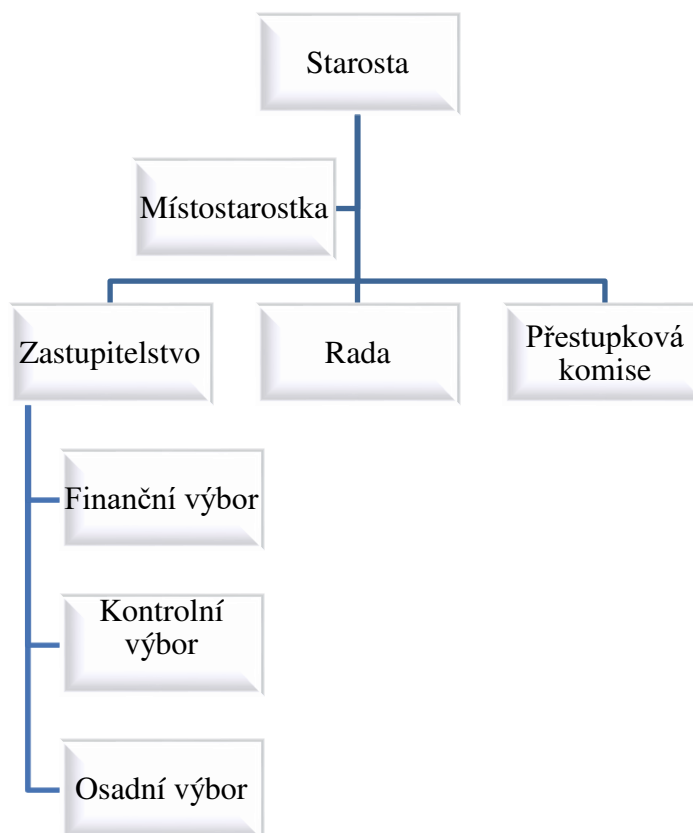 Starosta
Místostarostka
Zastupitelstvo
Rada
Přestupková
komise
Finanční výbor
Kontrolní
výbor
Osadní výbor